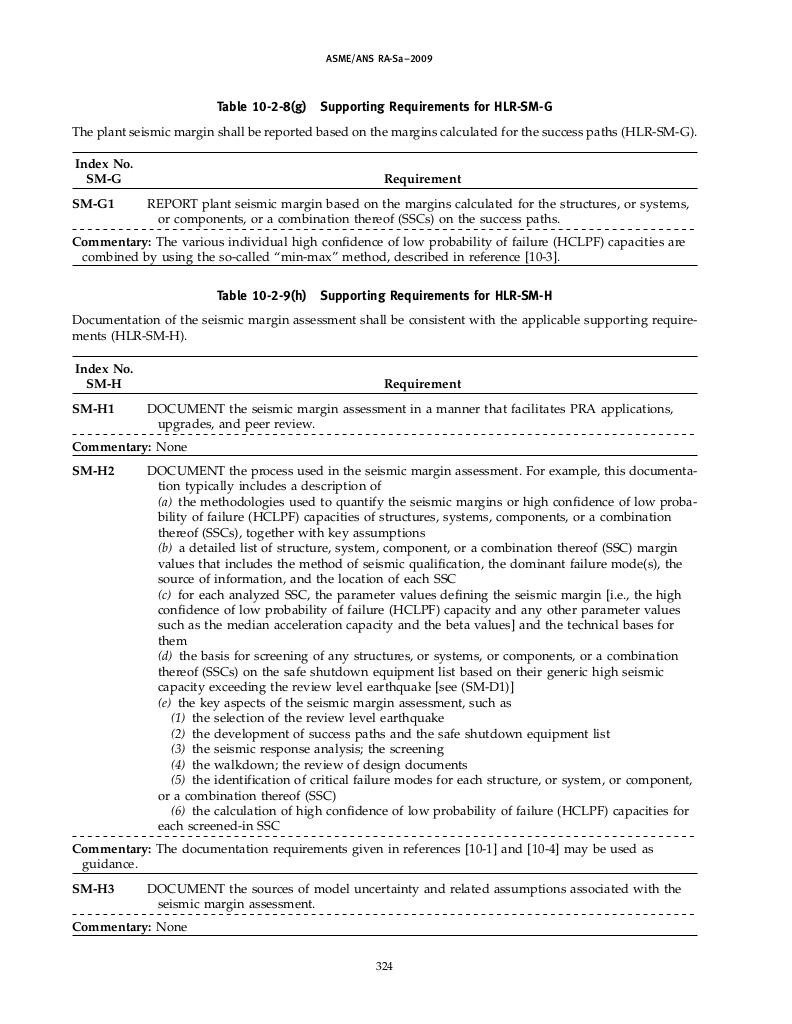 ASME/ANS RA-Sa–2009
Table 10-2-8(g) Supporting Requirements for HLR-SM-G
The plant seismic margin shall be reported based on the margins calculated for the success paths (HLR-SM-G).
Index No.
SM-G Requirement
SM-G1 REPORT plant seismic margin based on the margins calculated for the structures, or systems,
or components, or a combination thereof (SSCs) on the success paths.
Commentary: The various individual high confidence of low probability of failure (HCLPF) capacities are
combined by using the so-called “min-max” method, described in reference [10-3].
Table 10-2-9(h) Supporting Requirements for HLR-SM-H
Documentation of the seismic margin assessment shall be consistent with the applicable supporting require-
ments (HLR-SM-H).
Index No.
SM-H Requirement
SM-H1 DOCUMENT the seismic margin assessment in a manner that facilitates PRA applications,
upgrades, and peer review.
Commentary: None
SM-H2 DOCUMENT the process used in the seismic margin assessment. For example, this documenta-
tion typically includes a description of
(a) the methodologies used to quantify the seismic margins or high confidence of low proba-
bility of failure (HCLPF) capacities of structures, systems, components, or a combination
thereof (SSCs), together with key assumptions
(b) a detailed list of structure, system, component, or a combination thereof (SSC) margin
values that includes the method of seismic qualification, the dominant failure mode(s), the
source of information, and the location of each SSC
(c) for each analyzed SSC, the parameter values defining the seismic margin [i.e., the high
confidence of low probability of failure (HCLPF) capacity and any other parameter values
such as the median acceleration capacity and the beta values] and the technical bases for
them
(d) the basis for screening of any structures, or systems, or components, or a combination
thereof (SSCs) on the safe shutdown equipment list based on their generic high seismic
capacity exceeding the review level earthquake [see (SM-D1)]
(e) the key aspects of the seismic margin assessment, such as
(1) the selection of the review level earthquake
(2) the development of success paths and the safe shutdown equipment list
(3) the seismic response analysis; the screening
(4) the walkdown; the review of design documents
(5) the identification of critical failure modes for each structure, or system, or component,
or a combination thereof (SSC)
(6) the calculation of high confidence of low probability of failure (HCLPF) capacities for
each screened-in SSC
Commentary: The documentation requirements given in references [10-1] and [10-4] may be used as
guidance.
SM-H3 DOCUMENT the sources of model uncertainty and related assumptions associated with the
seismic margin assessment.
Commentary: None
324